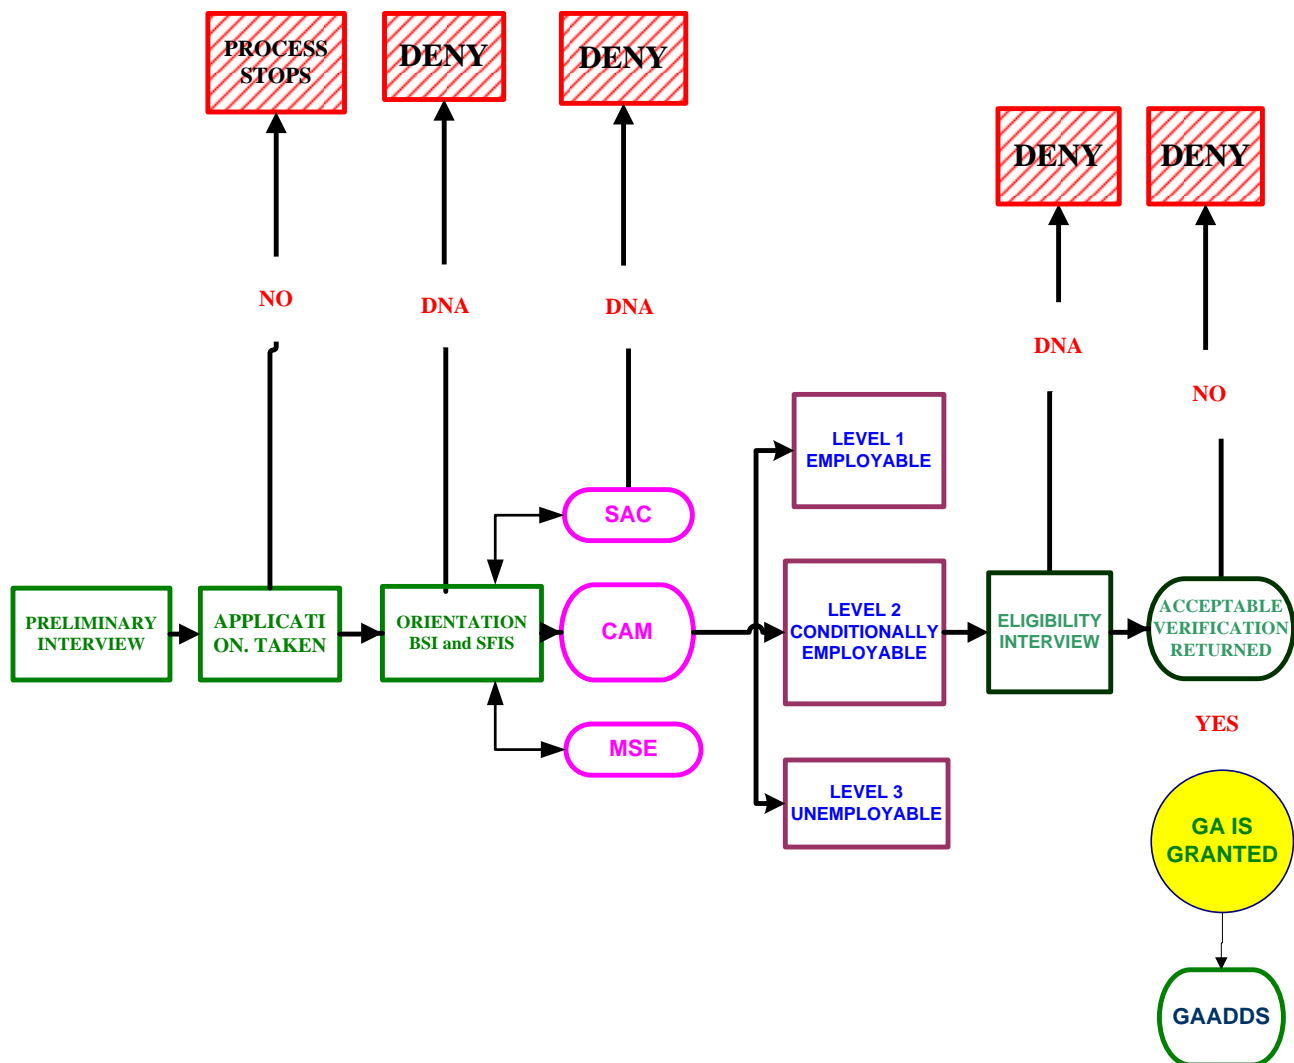 PROCESS
STOPS
DENY
DENY
DENY
DENY
NO
DNA
DNA
DNA
NO
LEVEL 1
EMPLOYABLE
SAC
PRELIMINARY
INTERVIEW
APPLICATI
ON. TAKEN
ORIENTATION
BSI and SFIS
CAM
LEVEL 2
CONDITIONALLY
EMPLOYABLE
ELIGIBILITY
INTERVIEW
ACCEPTABLE
VERIFICATION
RETURNED
YES
MSE
LEVEL 3
UNEMPLOYABLE
GA IS
GRANTED
GAADDS